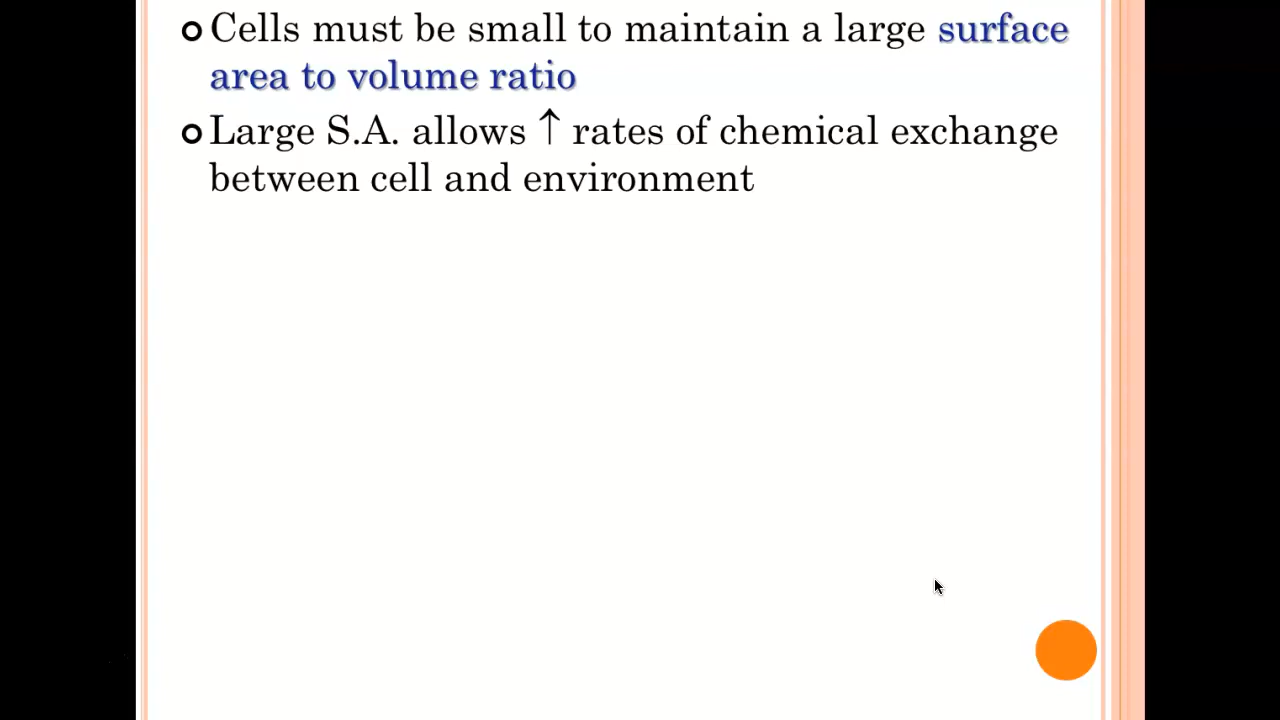 Cells must be small to maintain a large surface
area to volume ratio
Large S.A. allows ↑ rates of chemical exchange
between cell and environment